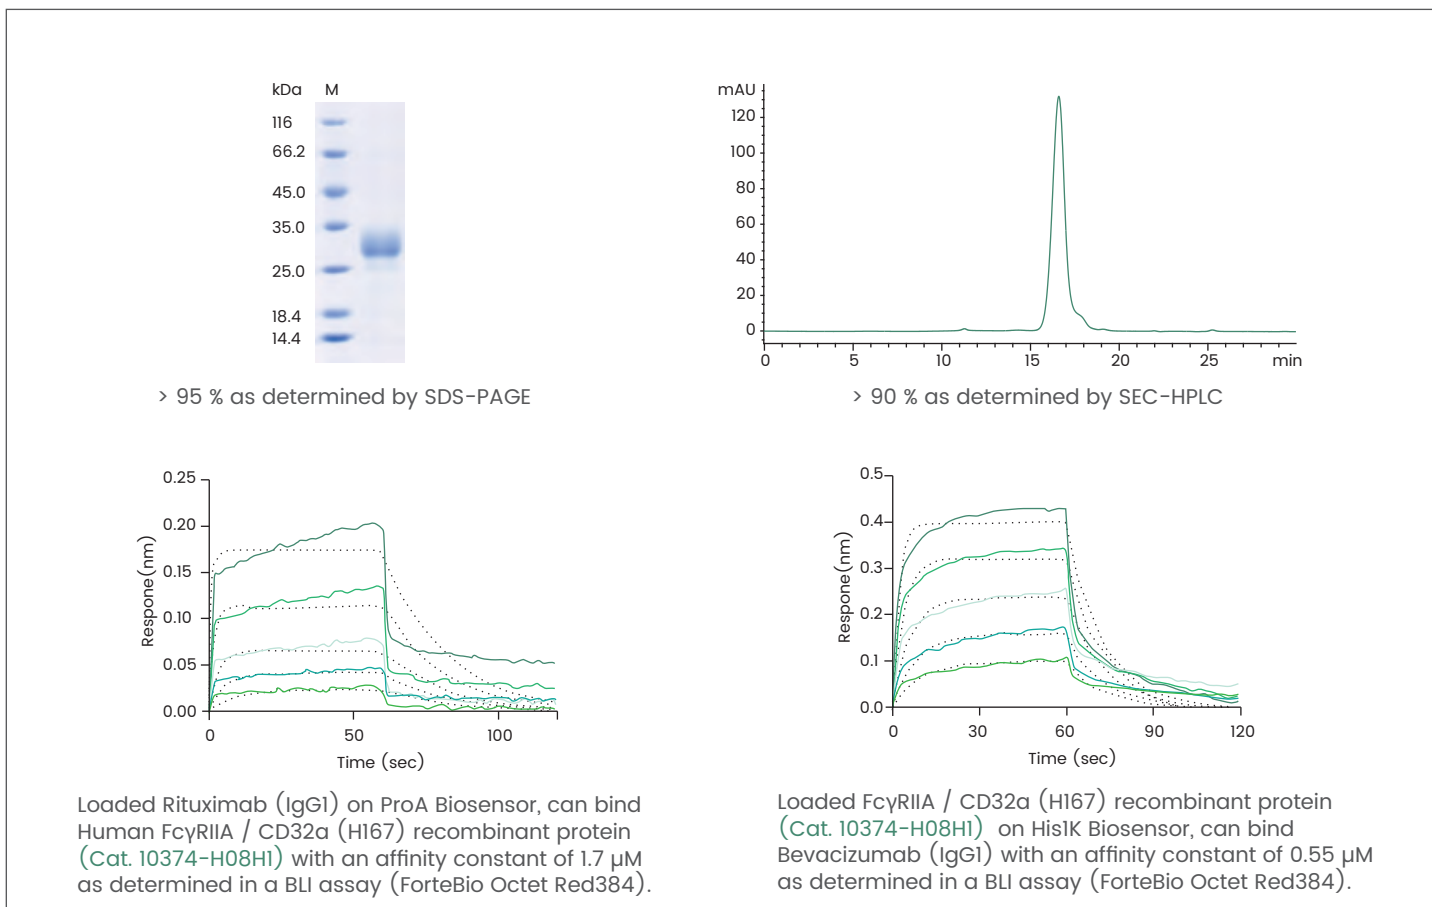 kDa M
116
66.2
45.0
35.0
25.0
18.4
14.4
> 95 % as determined by SDS-PAGE
mAU
120
100
80
60
40
20
0
0 5 10 15 20 25 min
> 90 % as determined by SEC-HPLC
0.25
0.20
0.15
0.10
0.05
0.00
Respone(nm)
0 50 100
Time (sec)
Loaded Rituximab (IgG1) on ProA Biosensor, can bind
Human FcγRIIA / CD32a (H167) recombinant protein
(Cat. 10374-H08H1) with an affinity constant of 1.7 μM
as determined in a BLI assay (ForteBio Octet Red384).
0.5
0.4
0.3
0.2
0.1
0.0
Respone(nm)
0 30 60 90 120
Time (sec)
Loaded FcγRIIA / CD32a (H167) recombinant protein
(Cat. 10374-H08H1) on His1K Biosensor, can bind
Bevacizumab (IgG1) with an affinity constant of 0.55 μM
as determined in a BLI assay (ForteBio Octet Red384).